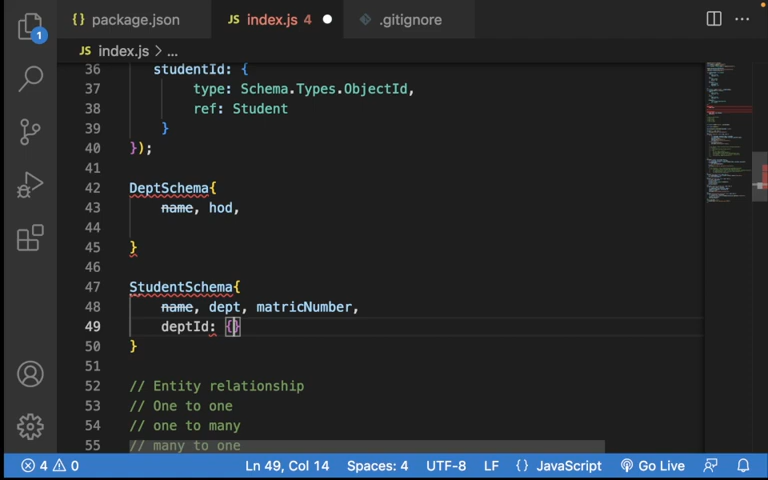 {} package.json JS index.js 4 .gitignore
JS index.js > ...
1
36 studentId: {
37 type: Schema.Types.ObjectId,
38 ref: Student
39 }
40 });
41
42 DeptSchema{
43 name, hod,
44
45 }
46
47 StudentSchema{
48 name, dept, matricNumber,
49 deptId: {}
50 }
51
52 // Entity relationship
53 // One to one
54 // one to many
55 // many to one
4 0 Ln 49, Col 14 Spaces: 4 UTF-8 LF {} JavaScript Go Live